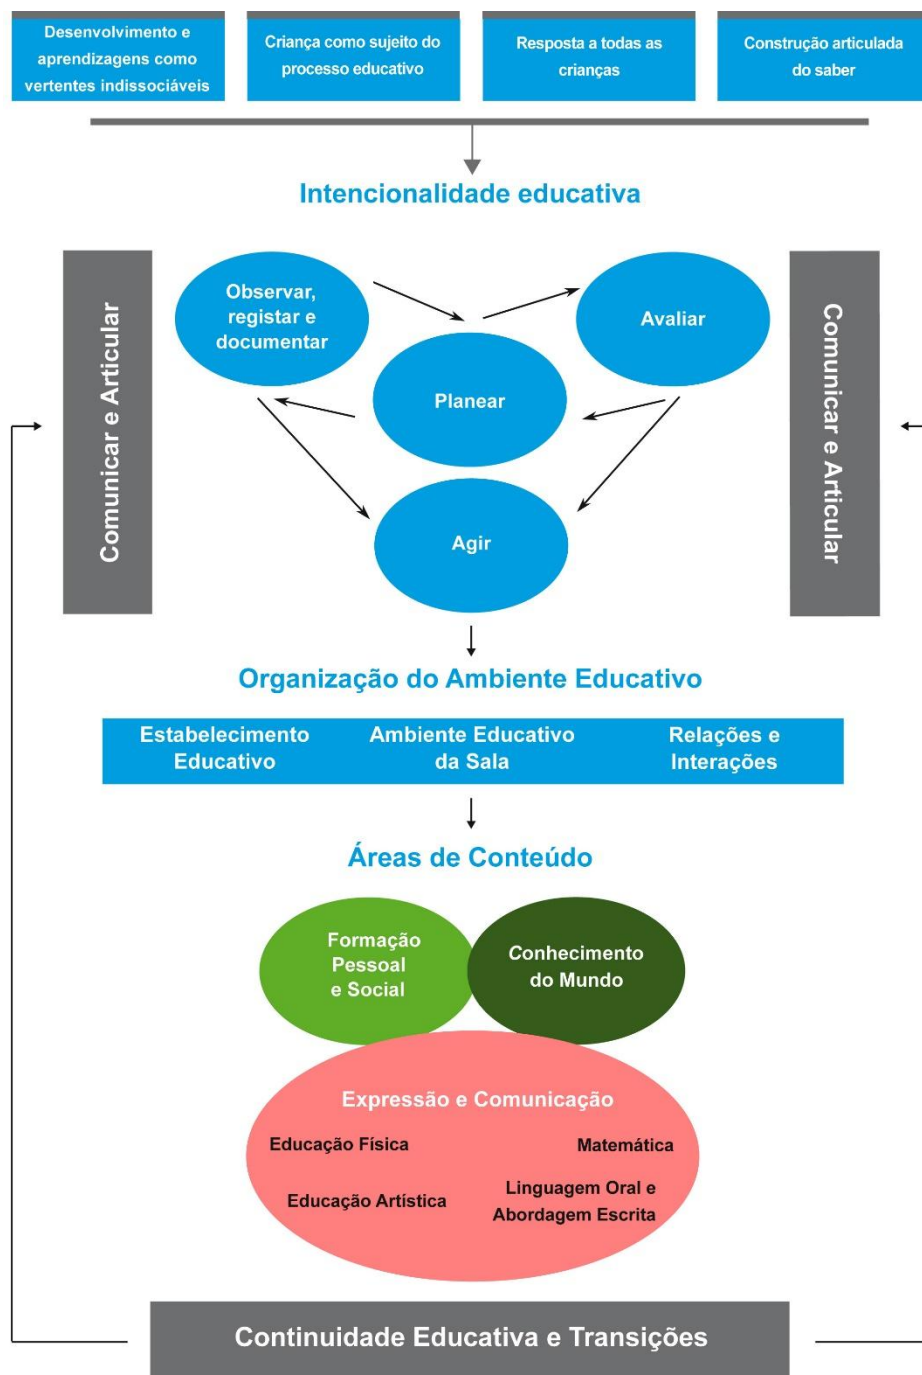 Desenvolvimento e
aprendizagens como
vertentes indissociáveis
Criança como sujeito do
processo educativo
Resposta a todas as
crianças
Construção articulada
do saber
Intencionalidade educativa
Comunicar e Articular
Observar,
registar e
documentar
Avaliar
Planear
Agir
Comunicar e Articular
Organização do Ambiente Educativo
Estabelecimento
Educativo
Ambiente Educativo
da Sala
Relações e
Interações
Áreas de Conteúdo
Formação
Pessoal
e Social
Conhecimento
do Mundo
Expressão e Comunicação
Educação Física
Matemática
Educação Artística
Linguagem Oral e
Abordagem Escrita
Continuidade Educativa e Transições